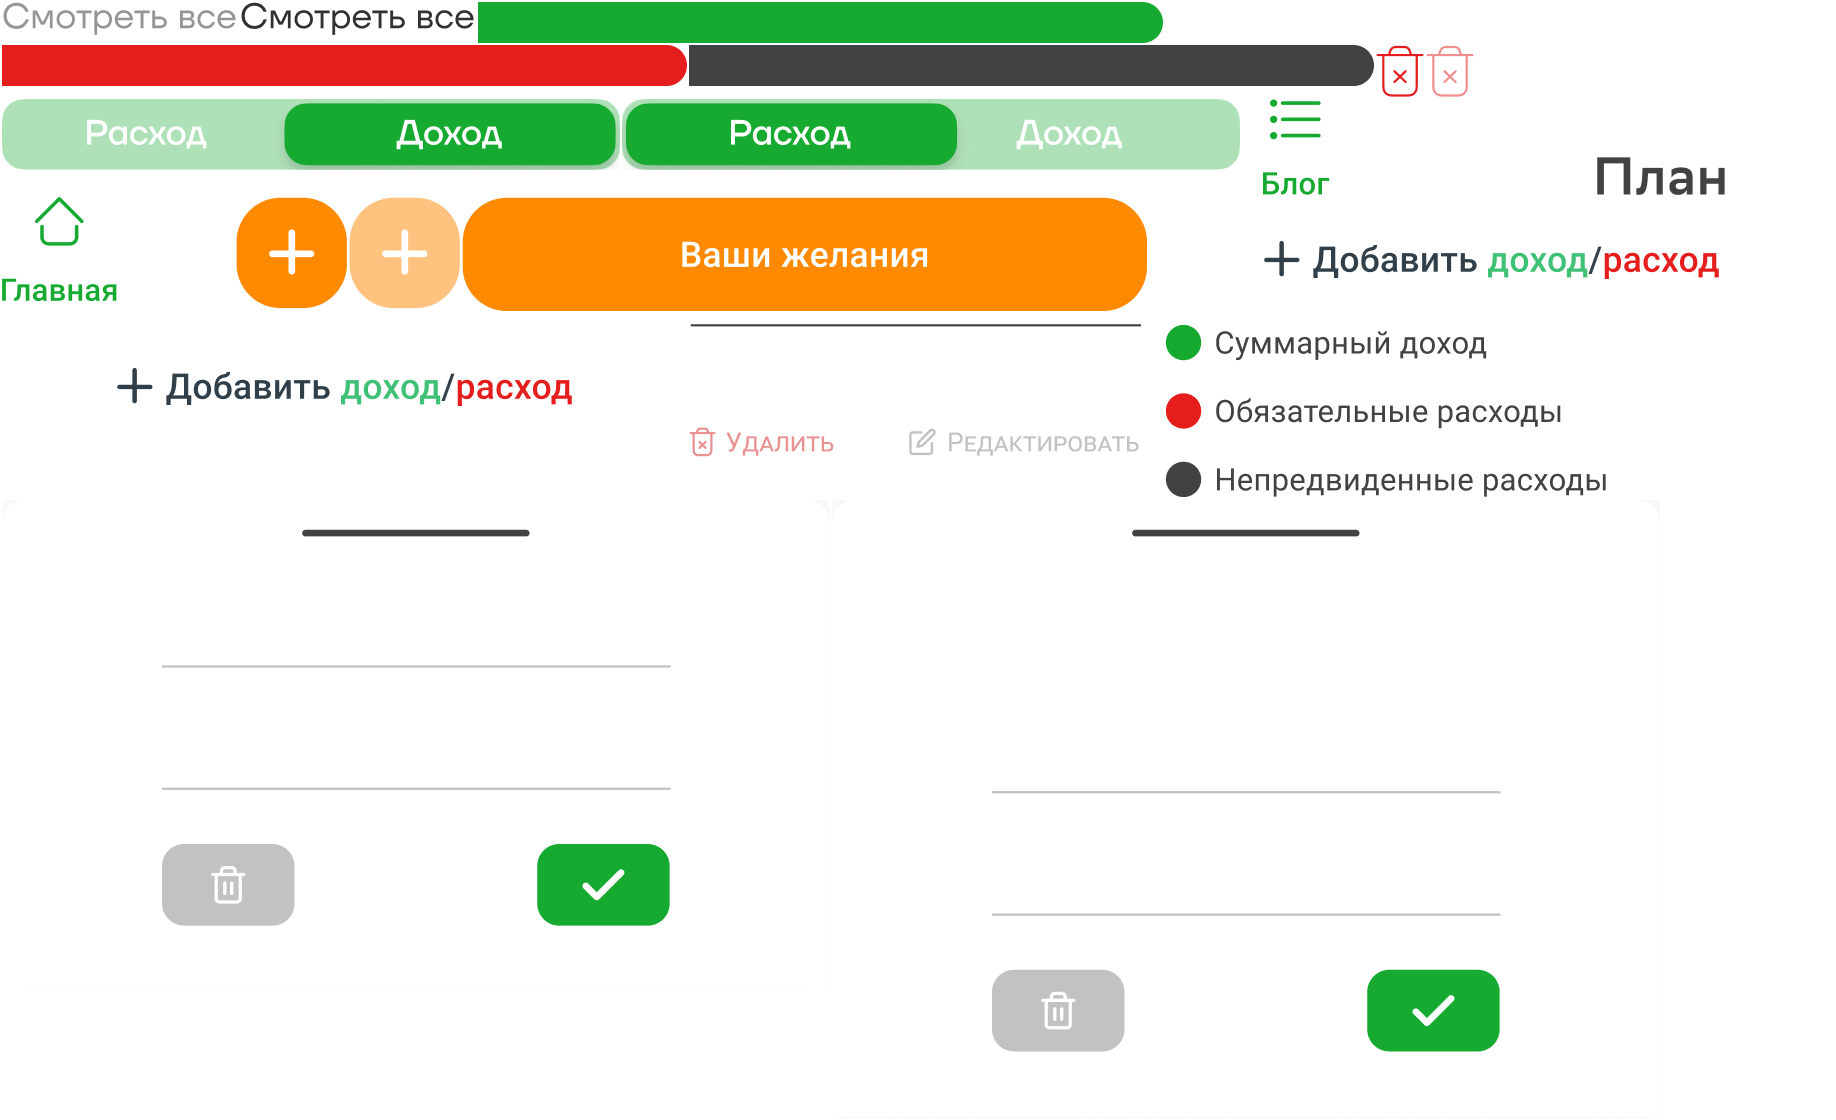 Смотреть все Смотреть все
Расход Доход Расход Доход
Блог
План
Главная
Ваши желания
+ Добавить доход/расход
Суммарный доход
+ Добавить доход/расход
Обязательные расходы
Удалить Редактировать
Непредвиденные расходы